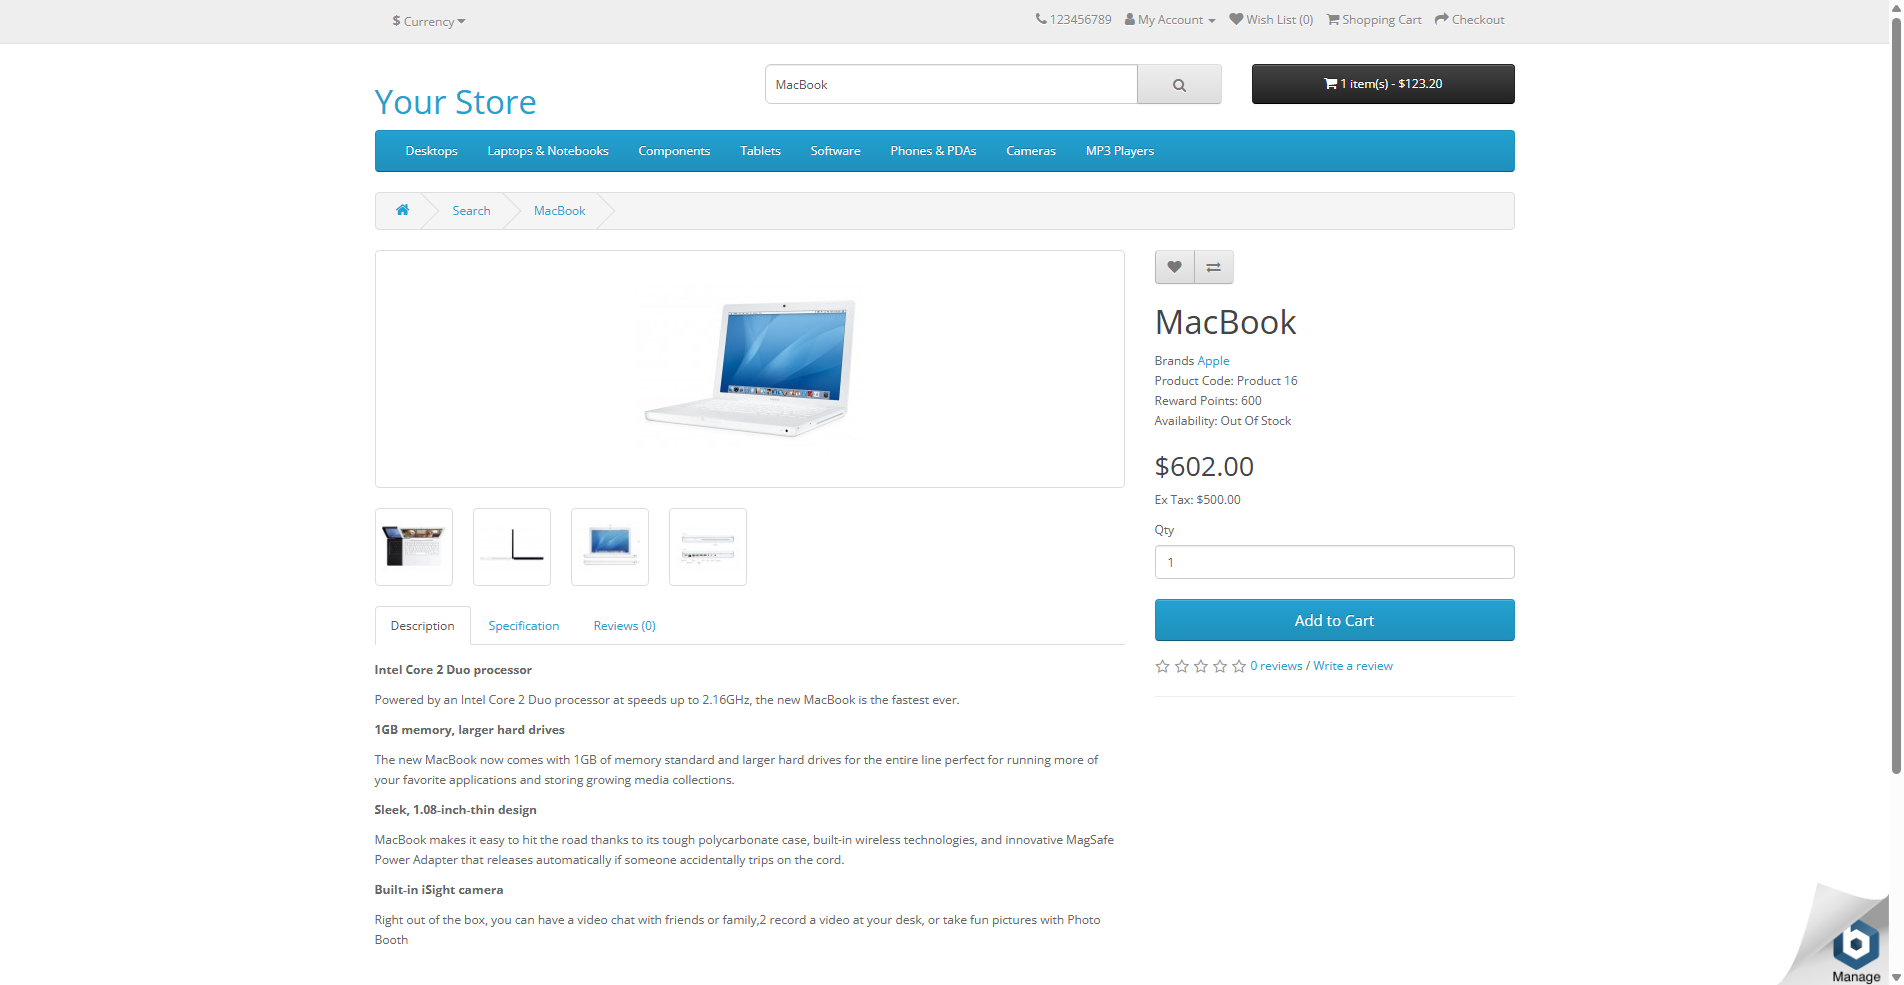 $ Currency
123456789
My Account
Wish List (0)
Shopping Cart
Checkout
Your Store
MacBook
1 item(s) - $123.20
Desktops
Laptops & Notebooks
Components
Tablets
Software
Phones & PDAs
Cameras
MP3 Players
Search
MacBook
MacBook
Brands Apple
Product Code: Product 16
Reward Points: 600
Availability: Out Of Stock
$602.00
Ex Tax: $500.00
Qty
1
Add to Cart
0 reviews / Write a review
Description
Specification
Reviews (0)
Intel Core 2 Duo processor
Powered by an Intel Core 2 Duo processor at speeds up to 2.16GHz, the new MacBook is the fastest ever.
1GB memory, larger hard drives
The new MacBook now comes with 1GB of memory standard and larger hard drives for the entire line perfect for running more of
your favorite applications and storing growing media collections.
Sleek, 1.08-inch-thin design
MacBook makes it easy to hit the road thanks to its tough polycarbonate case, built-in wireless technologies, and innovative MagSafe
Power Adapter that releases automatically if someone accidentally trips on the cord.
Built-in iSight camera
Right out of the box, you can have a video chat with friends or family,2 record a video at your desk, or take fun pictures with Photo
Booth
Manage